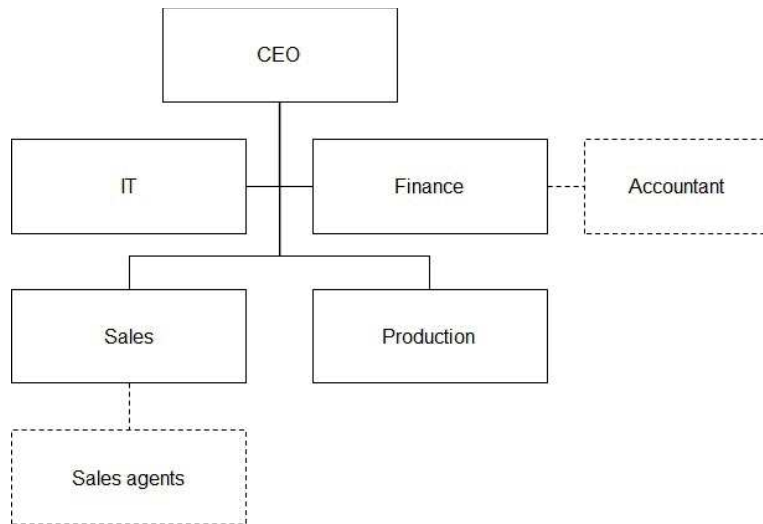 CEO
IT
Finance
Accountant
Sales
Production
Sales agents